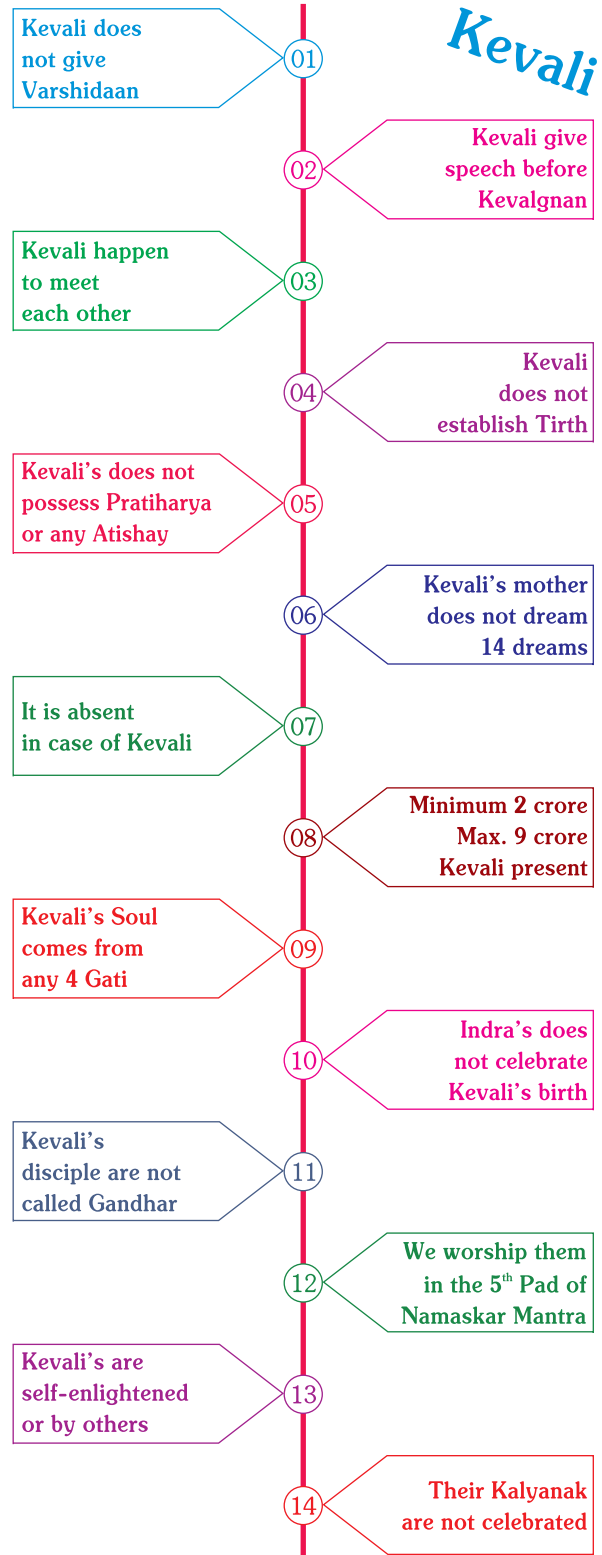 Kevali
Kevali does
not give
Varshidaan
01
02
Kevali give
speech before
Kevalgnan
Kevali happen
to meet
each other
03
04
Kevali
does not
establish Tirth
Kevali's does not
possess Pratiharya
or any Atishay
05
06
Kevali's mother
does not dream
14 dreams
It is absent
in case of Kevali
07
08
Minimum 2 crore
Max. 9 crore
Kevali present
Kevali's Soul
comes from
any 4 Gati
09
10
Indra's does
not celebrate
Kevali's birth
Kevali's
disciple are not
called Gandhar
11
12
We worship them
in the 5th Pad of
Namaskar Mantra
Kevali's are
self-enlightened
or by others
13
14
Their Kalyanak
are not celebrated